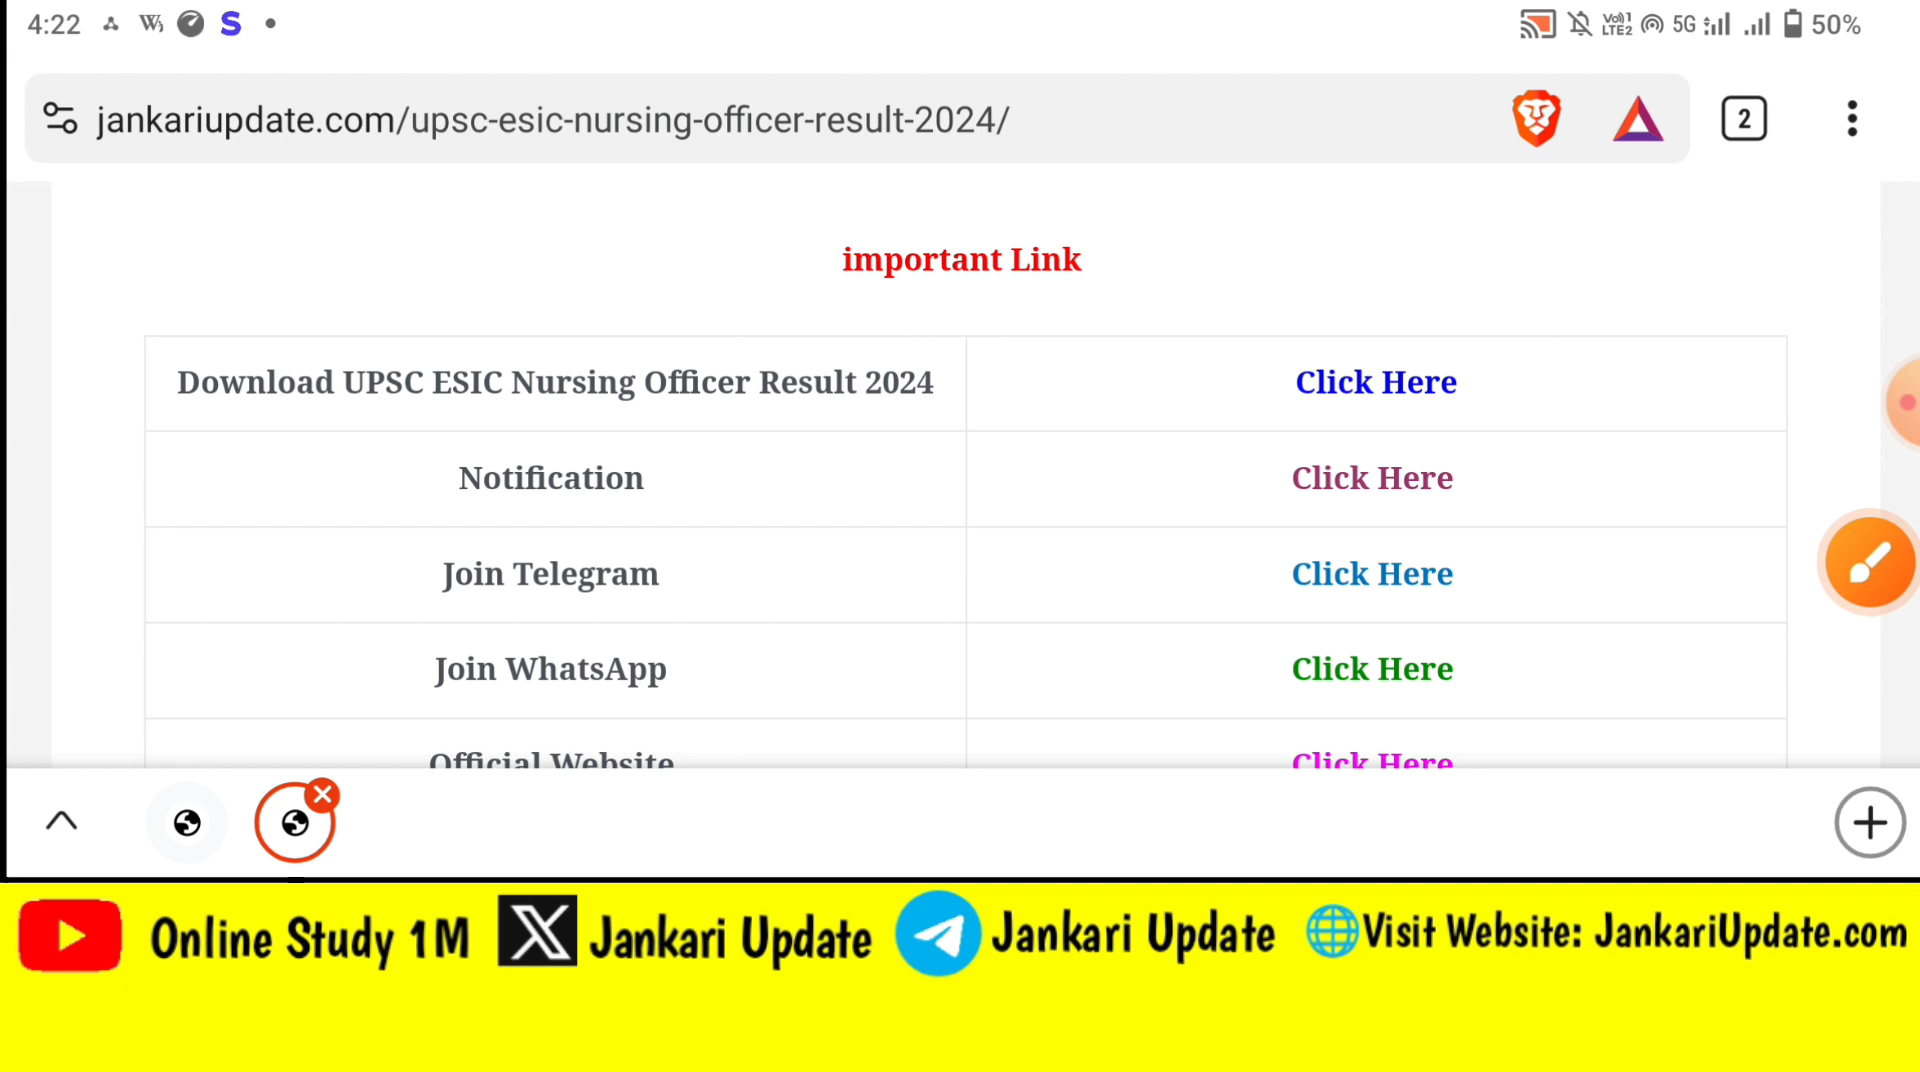 4:22
5G
50%
jankariupdate.com/upsc-esic-nursing-officer-result-2024/
2
important Link
Download UPSC ESIC Nursing Officer Result 2024 Click Here
Notification Click Here
Join Telegram Click Here
Join WhatsApp Click Here
Official Website Click Here
Online Study 1M Jankari Update Jankari Update Visit Website: JankariUpdate.com